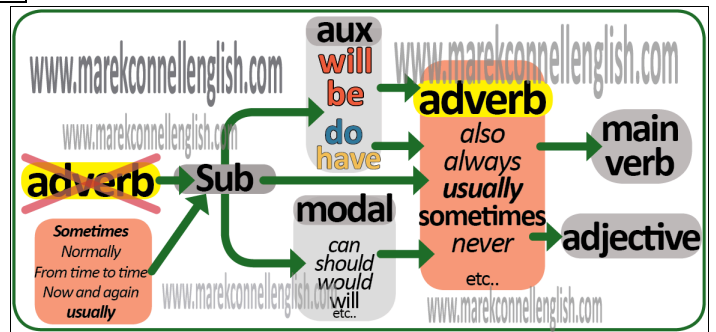 www.marekconnellenglish.com
www.marekconnellenglish.com
www.marekconnellenglish.com
adverb
Sometimes
Normally
From time to time
Now and again
usually
Sub
aux
will
be
do
have
modal
can
should
would
will
etc..
adverb
also
always
usually
sometimes
never
etc..
main
verb
adjective
www.marekconnellenglish.com
www.marekconnellenglish.com